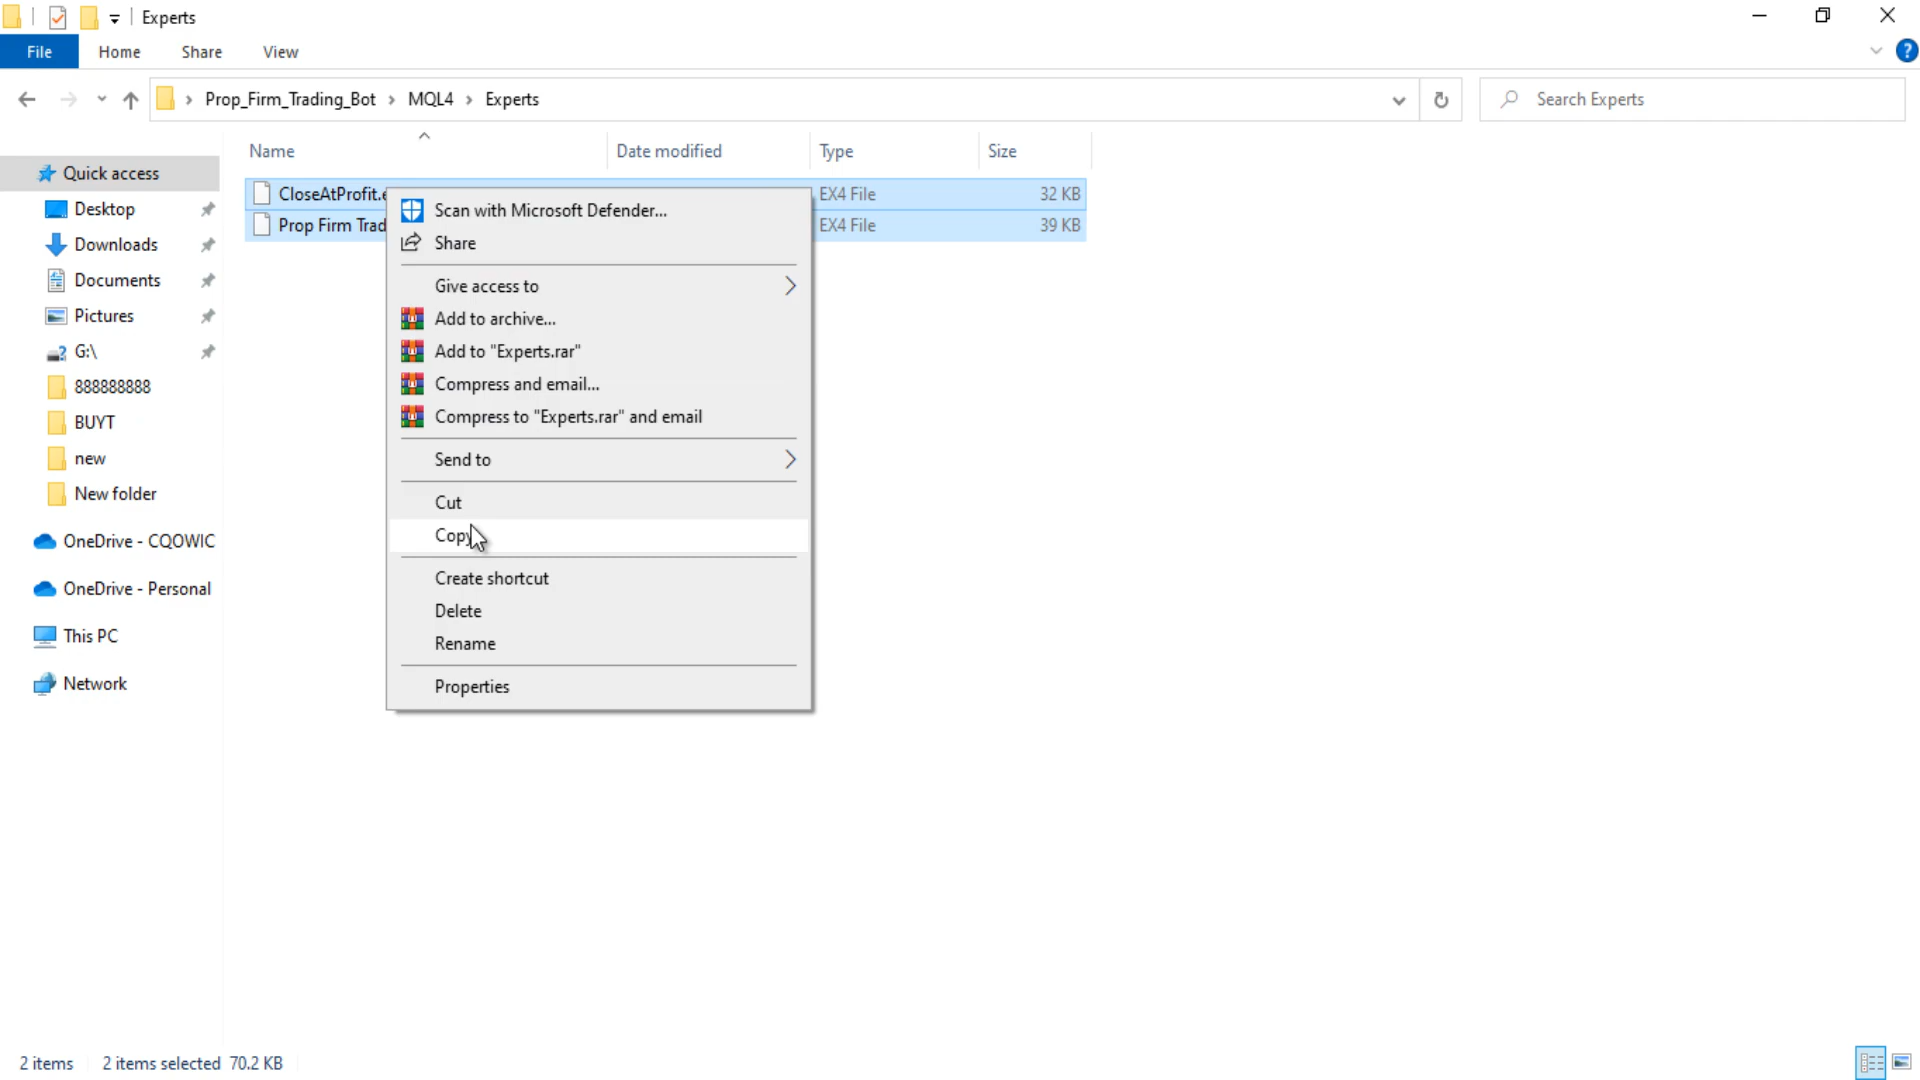 Experts
File Home Share View
Prop_Firm_Trading_Bot MQL4 Experts Search Experts
Name Date modified Type Size
Quick access
Desktop
Downloads
Documents
Pictures
G:\
888888888
BUYT
new
New folder
OneDrive - CQOWIC
OneDrive - Personal
This PC
Network
CloseAtProfit.e EX4 File 32 KB
Prop Firm Trad EX4 File 39 KB
Scan with Microsoft Defender...
Share
Give access to
Add to archive...
Add to "Experts.rar"
Compress and email...
Compress to "Experts.rar" and email
Send to
Cut
Copy
Create shortcut
Delete
Rename
Properties
2 items 2 items selected 70.2 KB